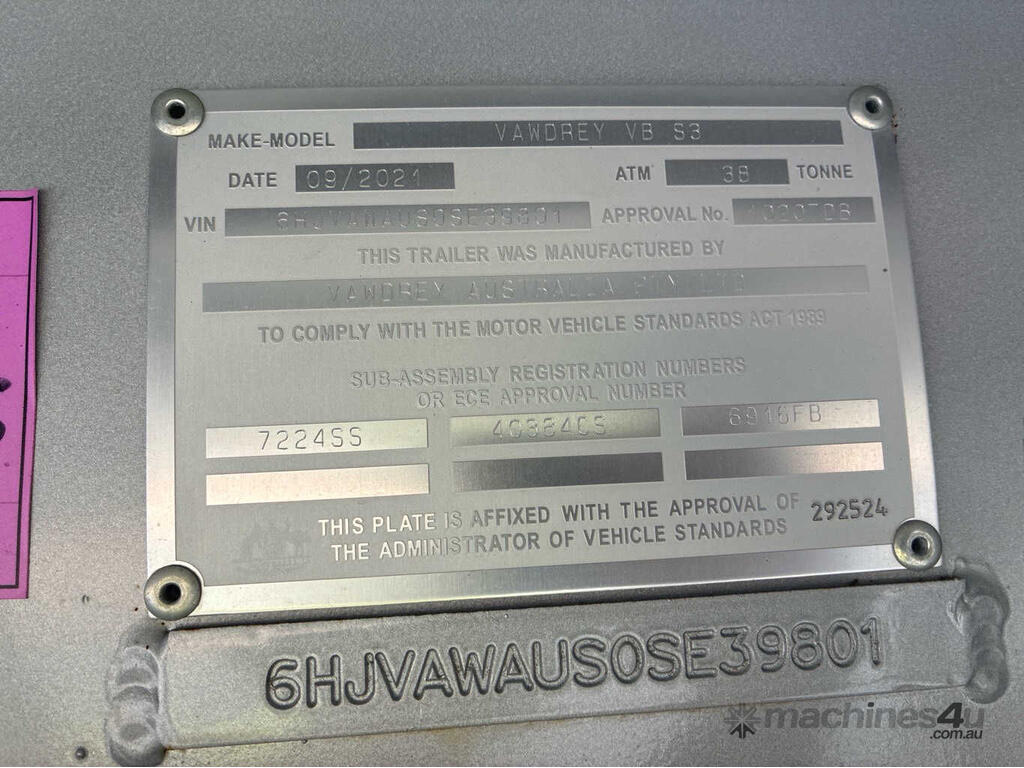 MAKE-MODEL VAWDREY VB S3
DATE 09/2021 ATM 38 TONNE
VIN 6HJVAWAUS0SE39801 APPROVAL No.
THIS TRAILER WAS MANUFACTURED BY
VAWDREY AUSTRALIA PTY LTD
TO COMPLY WITH THE MOTOR VEHICLE STANDARDS ACT 1989
SUB-ASSEMBLY REGISTRATION NUMBERS
OR ECE APPROVAL NUMBER
7224SS 6916FB
THIS PLATE IS AFFIXED WITH THE APPROVAL OF 292524
THE ADMINISTRATOR OF VEHICLE STANDARDS
6HJVAWAUS0SE39801
machines4u
.com.au